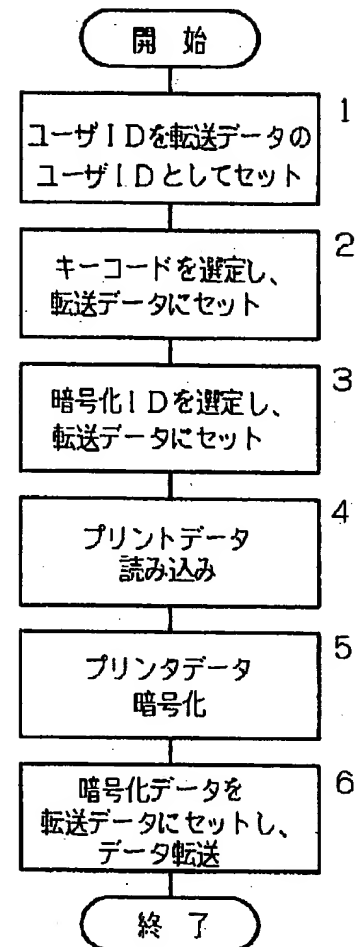 開 始
1
ユーザIDを転送データの
ユーザIDとしてセット
2
キーコードを選定し、
転送データにセット
3
暗号化IDを選定し、
転送データにセット
4
プリントデータ
読み込み
5
プリンタデータ
暗号化
6
暗号化データを
転送データにセットし、
データ転送
終 了